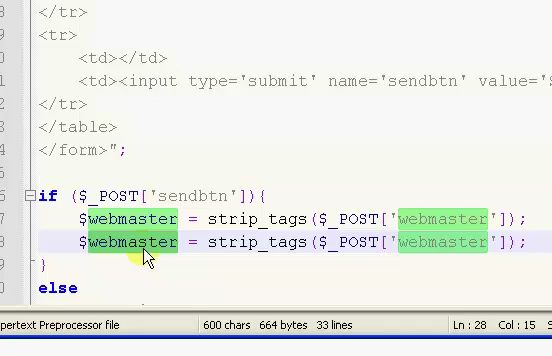 </tr>
<tr>
<td></td>
<td><input type='submit' name='sendbtn' value='
</tr>
</table>
</form>";
if ($_POST['sendbtn']){
$webmaster = strip_tags($_POST['webmaster']);
$webmaster = strip_tags($_POST['webmaster']);
}
else
pertext Preprocessor file 600 chars 664 bytes 33 lines Ln : 28 Col : 15